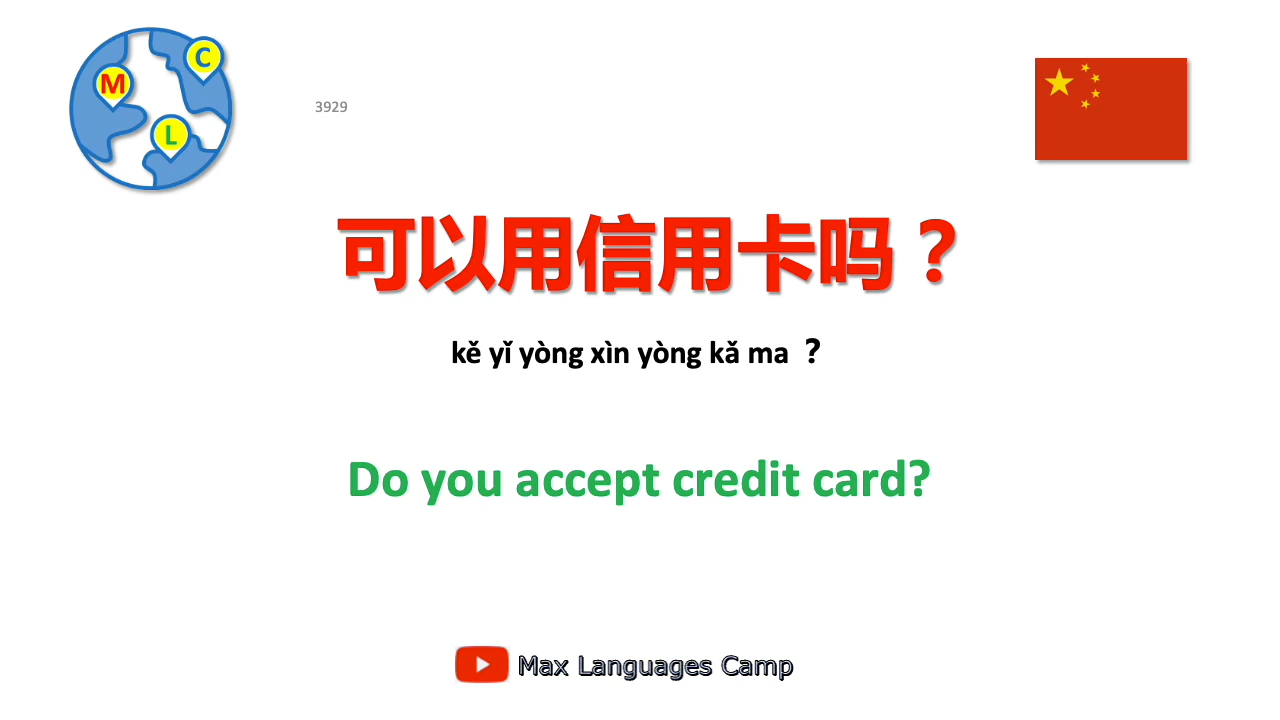 C
M
L
3929
可以用信用卡吗？
kě yǐ yòng xìn yòng kǎ ma ？
Do you accept credit card?
Max Languages Camp